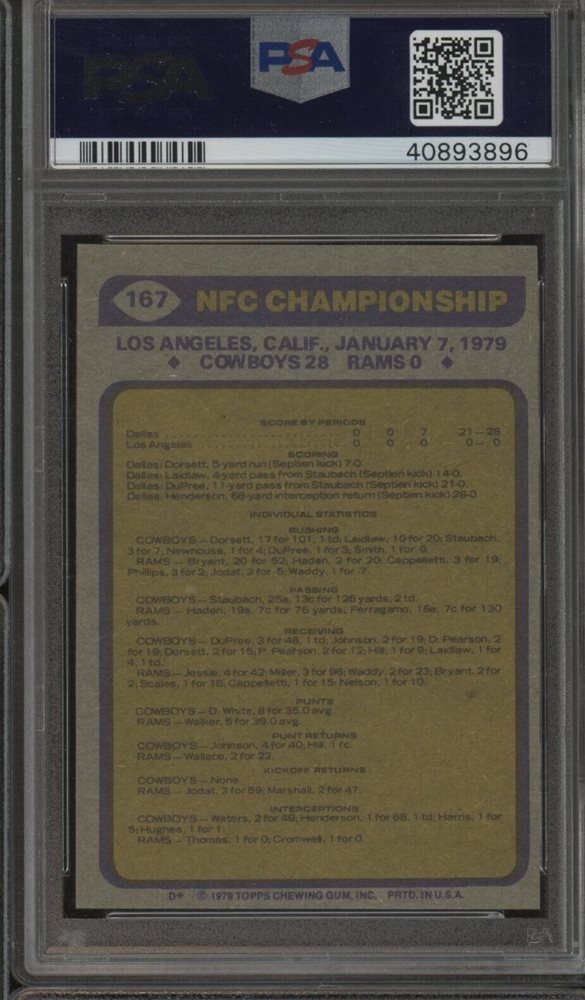 PSA
PSA
40893896
167 NFC CHAMPIONSHIP
LOS ANGELES, CALIF., JANUARY 7, 1979
◆ COWBOYS 28 RAMS 0 ◆
SCORE BY PERIODS
Dallas . . . . . . . . . . . . . . . . . . . . . . . . 0 0 7 21—28
Los Angeles . . . . . . . . . . . . . . . . . . . . 0 0 0 0— 0
SCORING
Dallas: Dorsett, 5-yard run (Septien kick) 7-0.
Dallas: Laidlaw, 4-yard pass from Staubach (Septien kick) 14-0.
Dallas: DuPree, 11-yard pass from Staubach (Septien kick) 21-0.
Dallas: Henderson, 68-yard interception return (Septien kick) 28-0
INDIVIDUAL STATISTICS
RUSHING
COWBOYS — Dorsett, 17 for 101, 1 td; Laidlaw, 10 for 20; Staubach,
3 for 7; Newhouse, 1 for 4; DuPree, 1 for 3; Smith, 1 for -9.
RAMS — Bryant, 20 for 52; Haden, 2 for 20; Cappelletti, 3 for 19;
Phillips, 3 for 2; Jodat, 2 for -5; Waddy, 1 for -7.
PASSING
COWBOYS — Staubach, 25a, 13c for 126 yards, 2 td.
RAMS — Haden, 19a, 7c for 76 yards; Ferragamo, 16a, 7c for 130
yards.
RECEIVING
COWBOYS — DuPree, 3 for 48, 1 td; Johnson, 2 for 19; D. Pearson, 2
for 19; Dorsett, 2 for 15; P. Pearson, 2 for 12; Hill, 1 for 9; Laidlaw, 1 for
4, 1 td.
RAMS — Jessie, 4 for 42; Miller, 3 for 96; Waddy, 2 for 23; Bryant, 2 for
2; Scales, 1 for 18; Cappelletti, 1 for 15; Nelson, 1 for 10.
PUNTS
COWBOYS — D. White, 8 for 35.0 avg.
RAMS — Walker, 5 for 39.0 avg.
PUNT RETURNS
COWBOYS — Johnson, 4 for 40; Hill, 1 fc.
RAMS — Wallace, 2 for 22.
KICKOFF RETURNS
COWBOYS — None.
RAMS — Jodat, 3 for 59; Marshall, 2 for 47.
INTERCEPTIONS
COWBOYS — Waters, 2 for 49; Henderson, 1 for 68, 1 td; Harris, 1 for
5; Hughes, 1 for 1.
RAMS — Thomas, 1 for 0; Cromwell, 1 for 0.
D* © 1979 TOPPS CHEWING GUM, INC. PRTD. IN U.S.A.
PSA